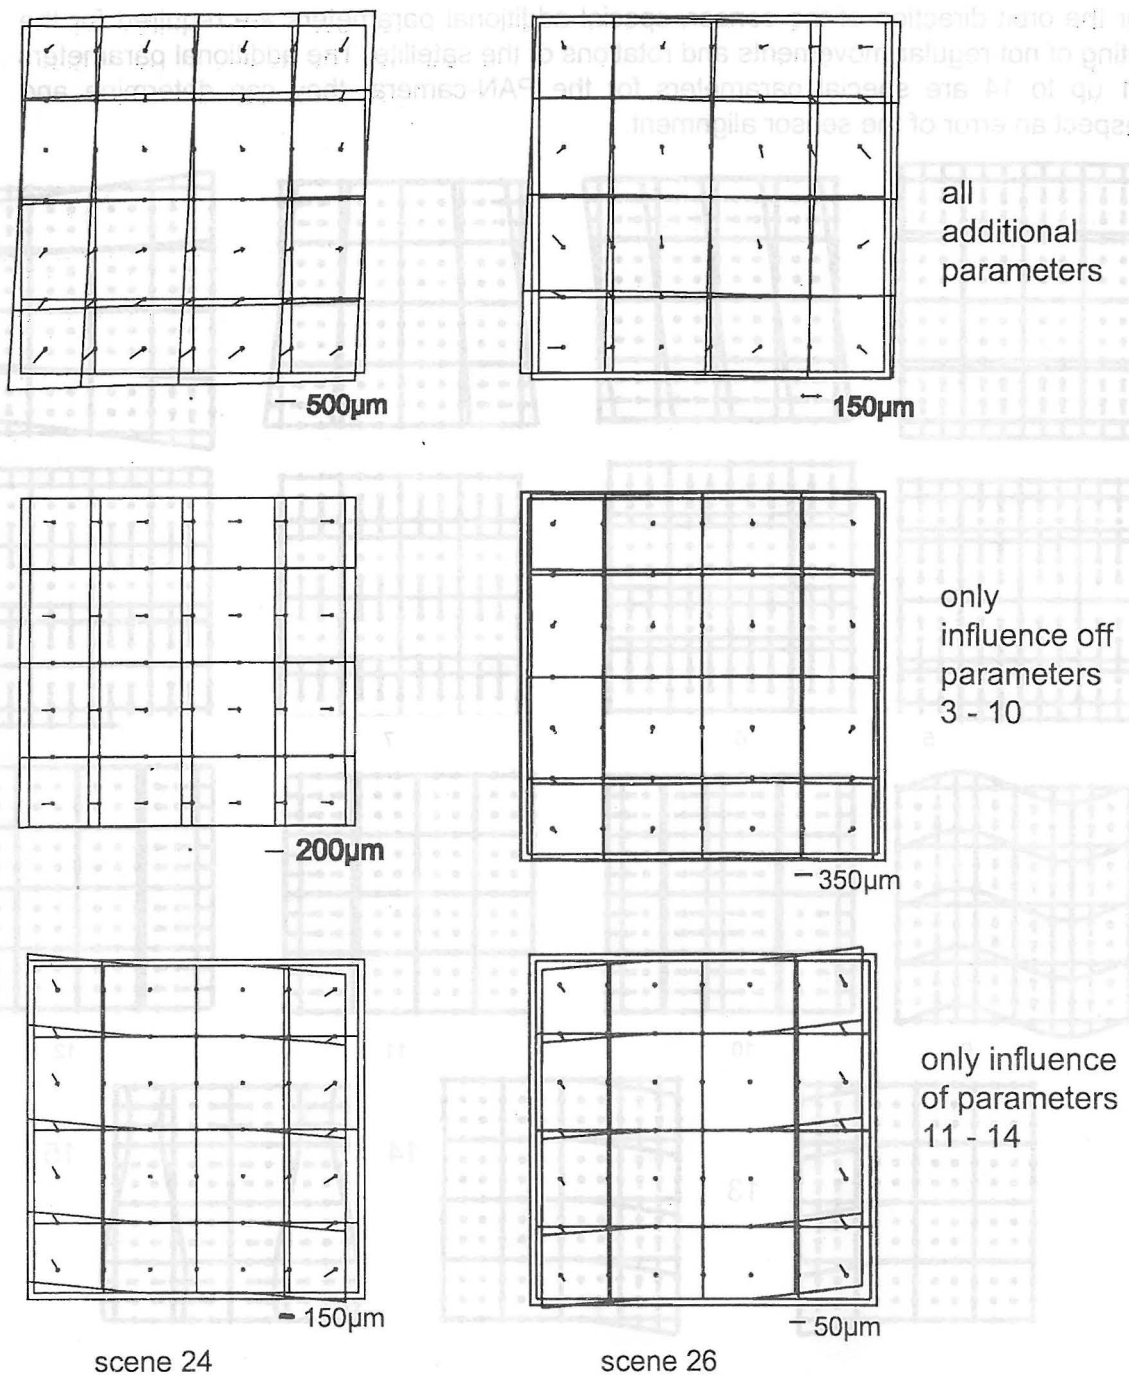 all
additional
parameters
500µm
150µm
only
influence off
parameters
3 - 10
200µm
350µm
only influence
of parameters
11 - 14
150µm
50µm
scene 24
scene 26